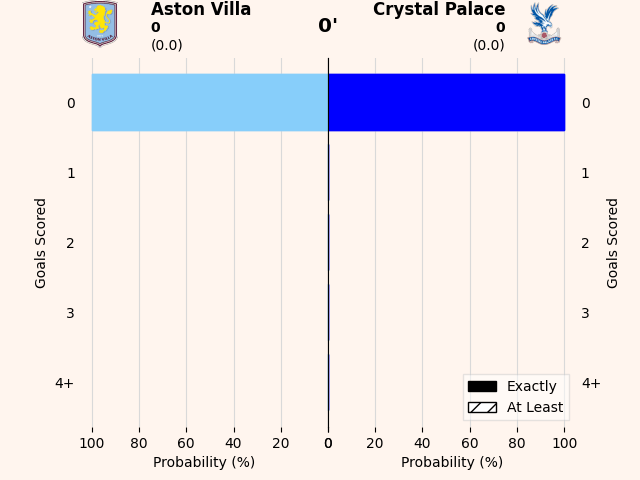 Aston Villa
0
(0.0)
0'
Crystal Palace
0
(0.0)
ASTON VILLA
0
1
2
3
4+
Goals Scored
0
1
2
3
4+
Goals Scored
Exactly
At Least
100 80 60 40 20 0 0 20 40 60 80 100
Probability (%)
Probability (%)